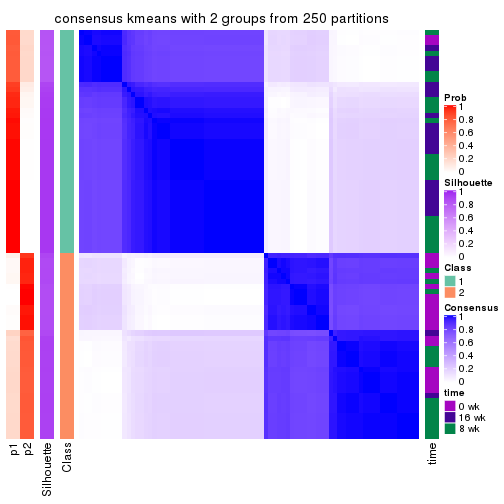 consensus kmeans with 2 groups from 250 partitions
Prob
1
0.8
0.6
0.4
0.2
0
Silhouette
1
0.8
0.6
0.4
0.2
0
Class
1
2
Consensus
1
0.8
0.6
0.4
0.2
0
time
0 wk
16 wk
8 wk
p1
p2
Silhouette
Class
time